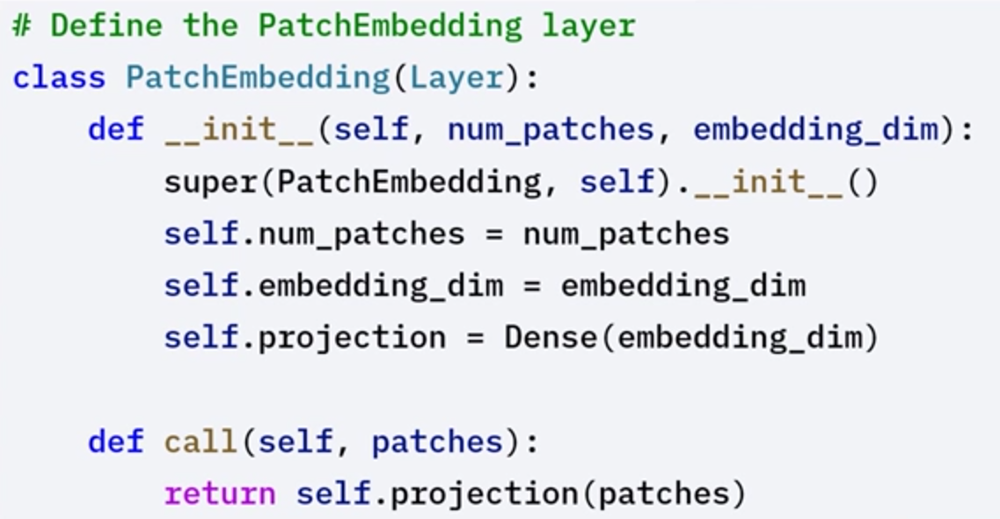 # Define the PatchEmbedding layer
class PatchEmbedding(Layer):
    def __init__(self, num_patches, embedding_dim):
        super(PatchEmbedding, self).__init__()
        self.num_patches = num_patches
        self.embedding_dim = embedding_dim
        self.projection = Dense(embedding_dim)
    def call(self, patches):
        return self.projection(patches)